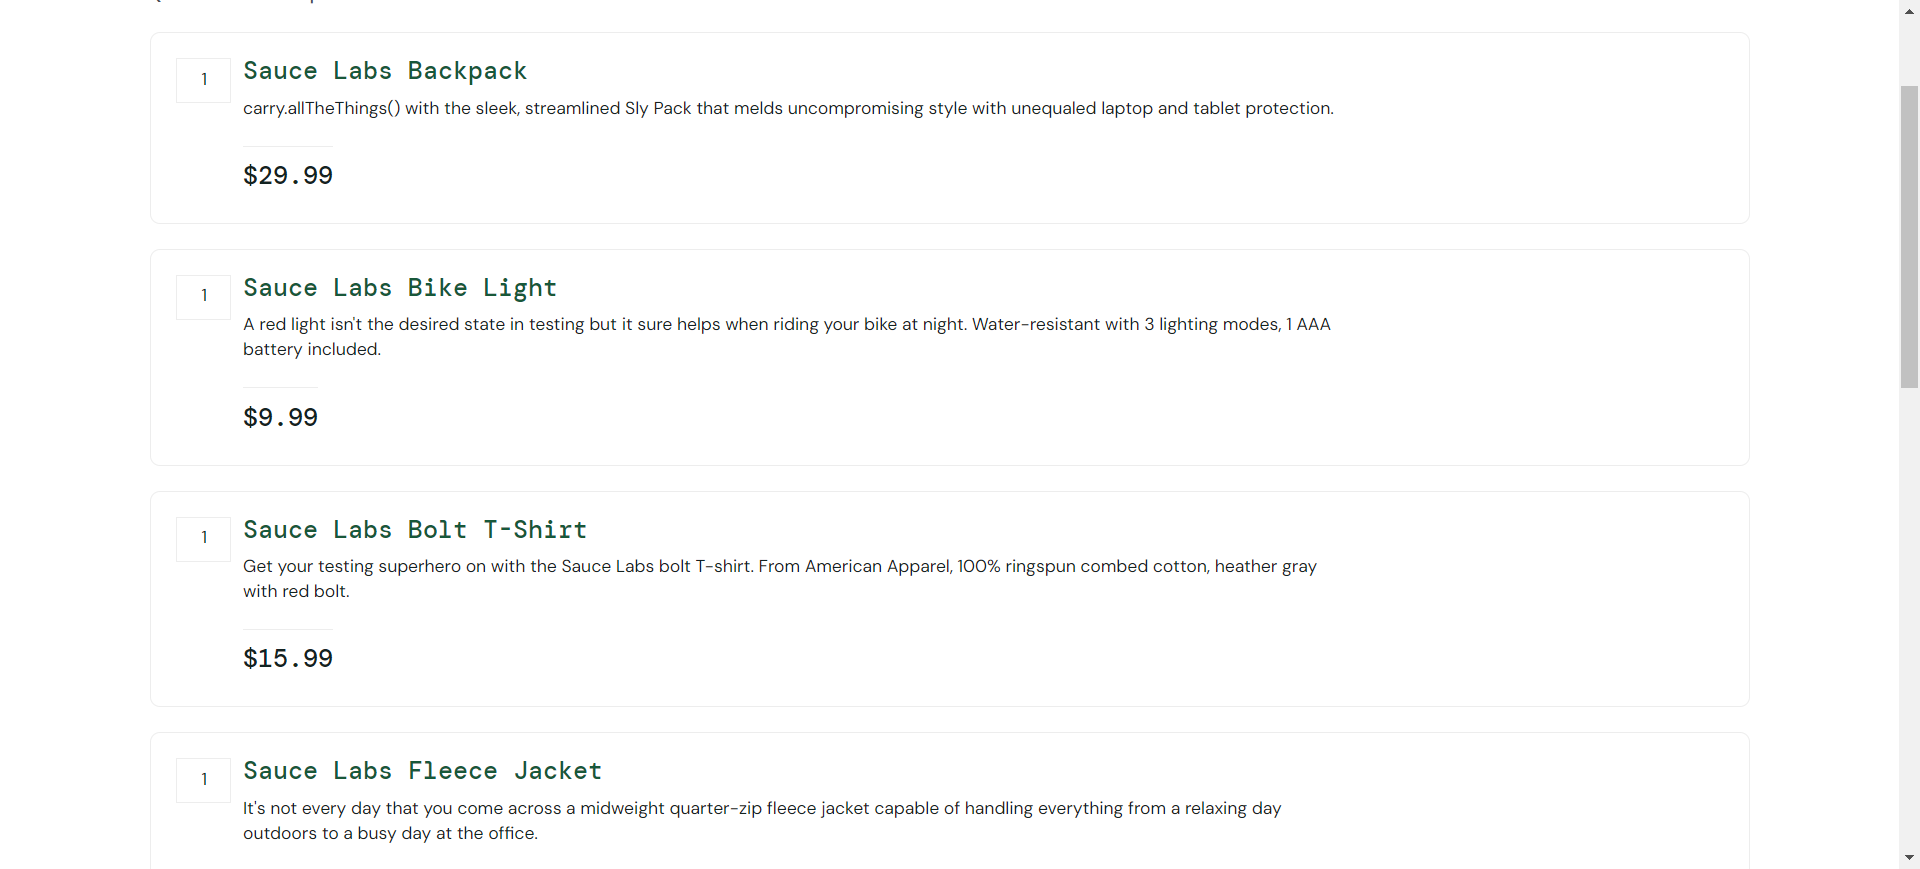 1
Sauce Labs Backpack
carry.allTheThings() with the sleek, streamlined Sly Pack that melds uncompromising style with unequaled laptop and tablet protection.
$29.99
1
Sauce Labs Bike Light
A red light isn't the desired state in testing but it sure helps when riding your bike at night. Water-resistant with 3 lighting modes, 1 AAA
battery included.
$9.99
1
Sauce Labs Bolt T-Shirt
Get your testing superhero on with the Sauce Labs bolt T-shirt. From American Apparel, 100% ringspun combed cotton, heather gray
with red bolt.
$15.99
1
Sauce Labs Fleece Jacket
It's not every day that you come across a midweight quarter-zip fleece jacket capable of handling everything from a relaxing day
outdoors to a busy day at the office.